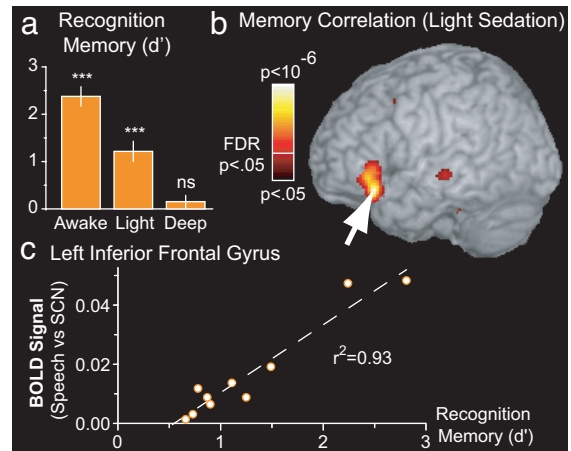 a Recognition
Memory (d')
3
2
1
0
***
***
ns
Awake Light Deep
b Memory Correlation (Light Sedation)
p<10^-6
FDR
p<.05
p<.05
c Left Inferior Frontal Gyrus
BOLD Signal
(Speech vs SCN)
0.04
0.02
0.00
r²=0.93
0 1 2 3
Recognition
Memory (d')